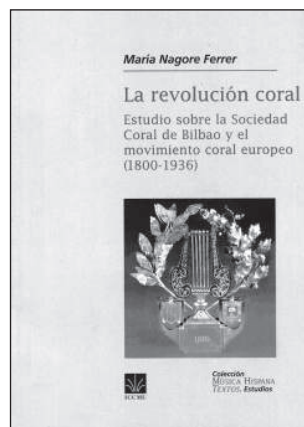 María Nagore Ferrer
La revolución coral
Estudio sobre la Sociedad
Coral de Bilbao y el
movimiento coral europeo
(1800-1936)
Colección
MÚSICA HISPANA
TEXTOS. Estudios
ICCMU